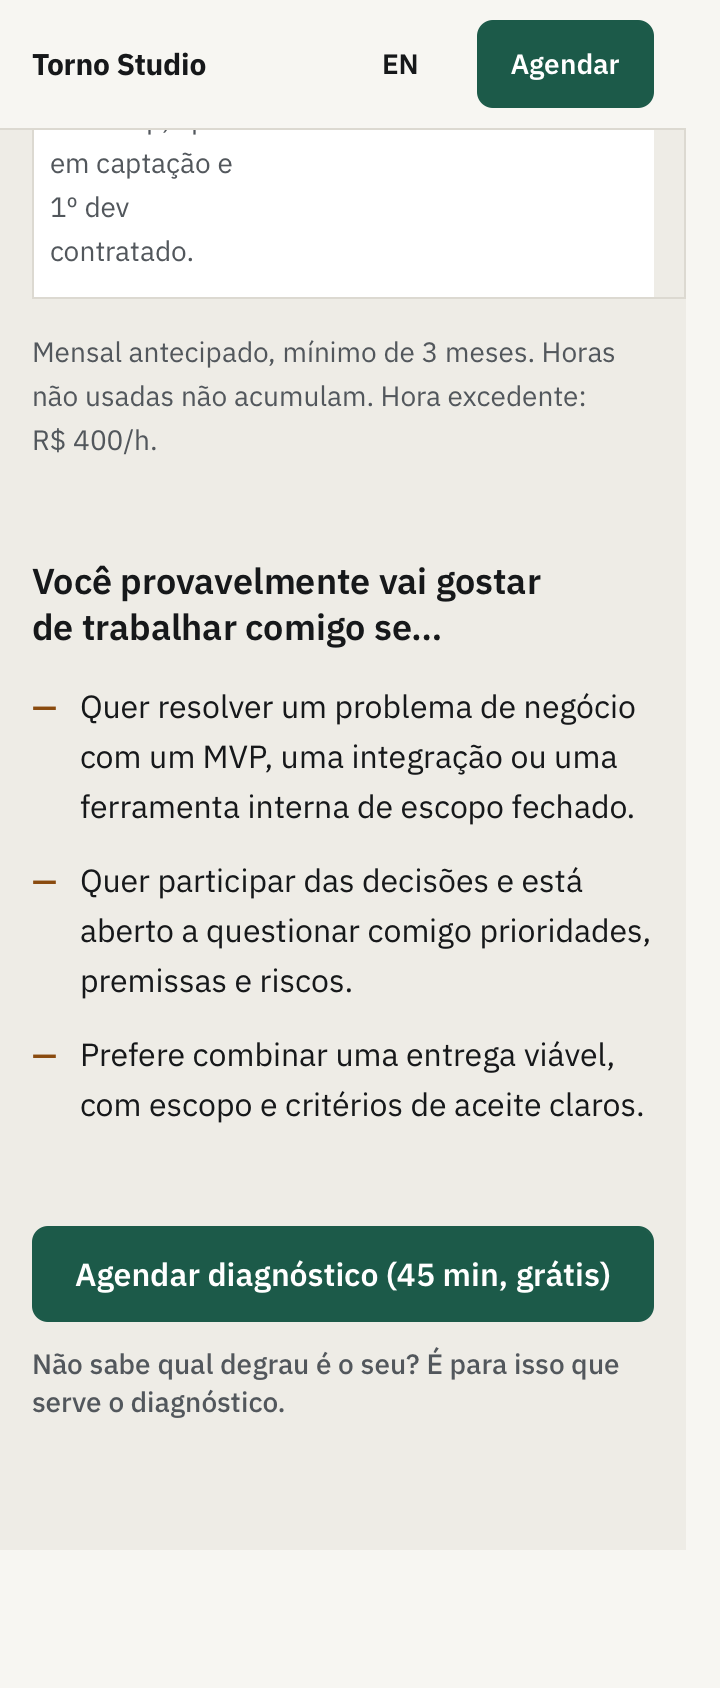 Torno Studio
EN
Agendar
em captação e
1º dev
contratado.
Mensal antecipado, mínimo de 3 meses. Horas
não usadas não acumulam. Hora excedente:
R$ 400/h.
Você provavelmente vai gostar
de trabalhar comigo se...
— Quer resolver um problema de negócio
com um MVP, uma integração ou uma
ferramenta interna de escopo fechado.
— Quer participar das decisões e está
aberto a questionar comigo prioridades,
premissas e riscos.
— Prefere combinar uma entrega viável,
com escopo e critérios de aceite claros.
Agendar diagnóstico (45 min, grátis)
Não sabe qual degrau é o seu? É para isso que
serve o diagnóstico.